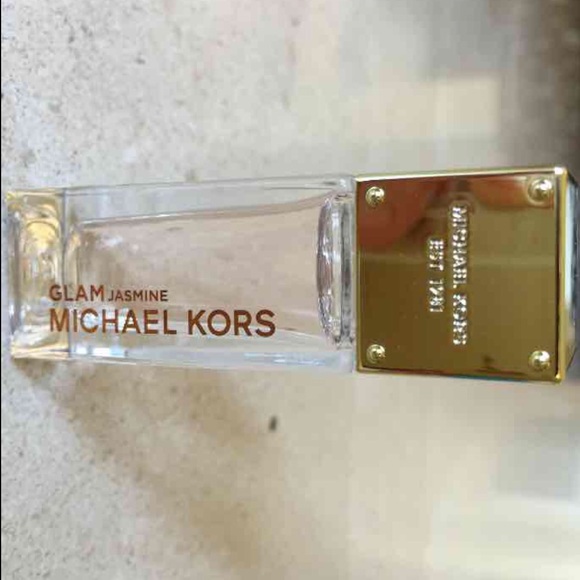 GLAM JASMINE
MICHAEL KORS
MICHAEL KORS
EST 1981